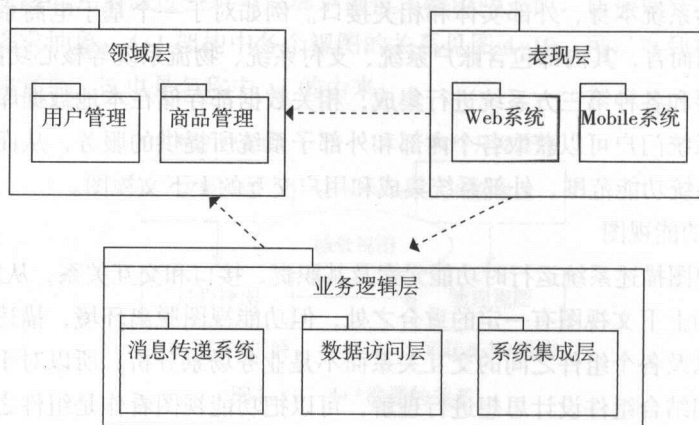 领域层
表现层
用户管理
商品管理
Web系统
Mobile系统
业务逻辑层
消息传递系统
数据访问层
系统集成层